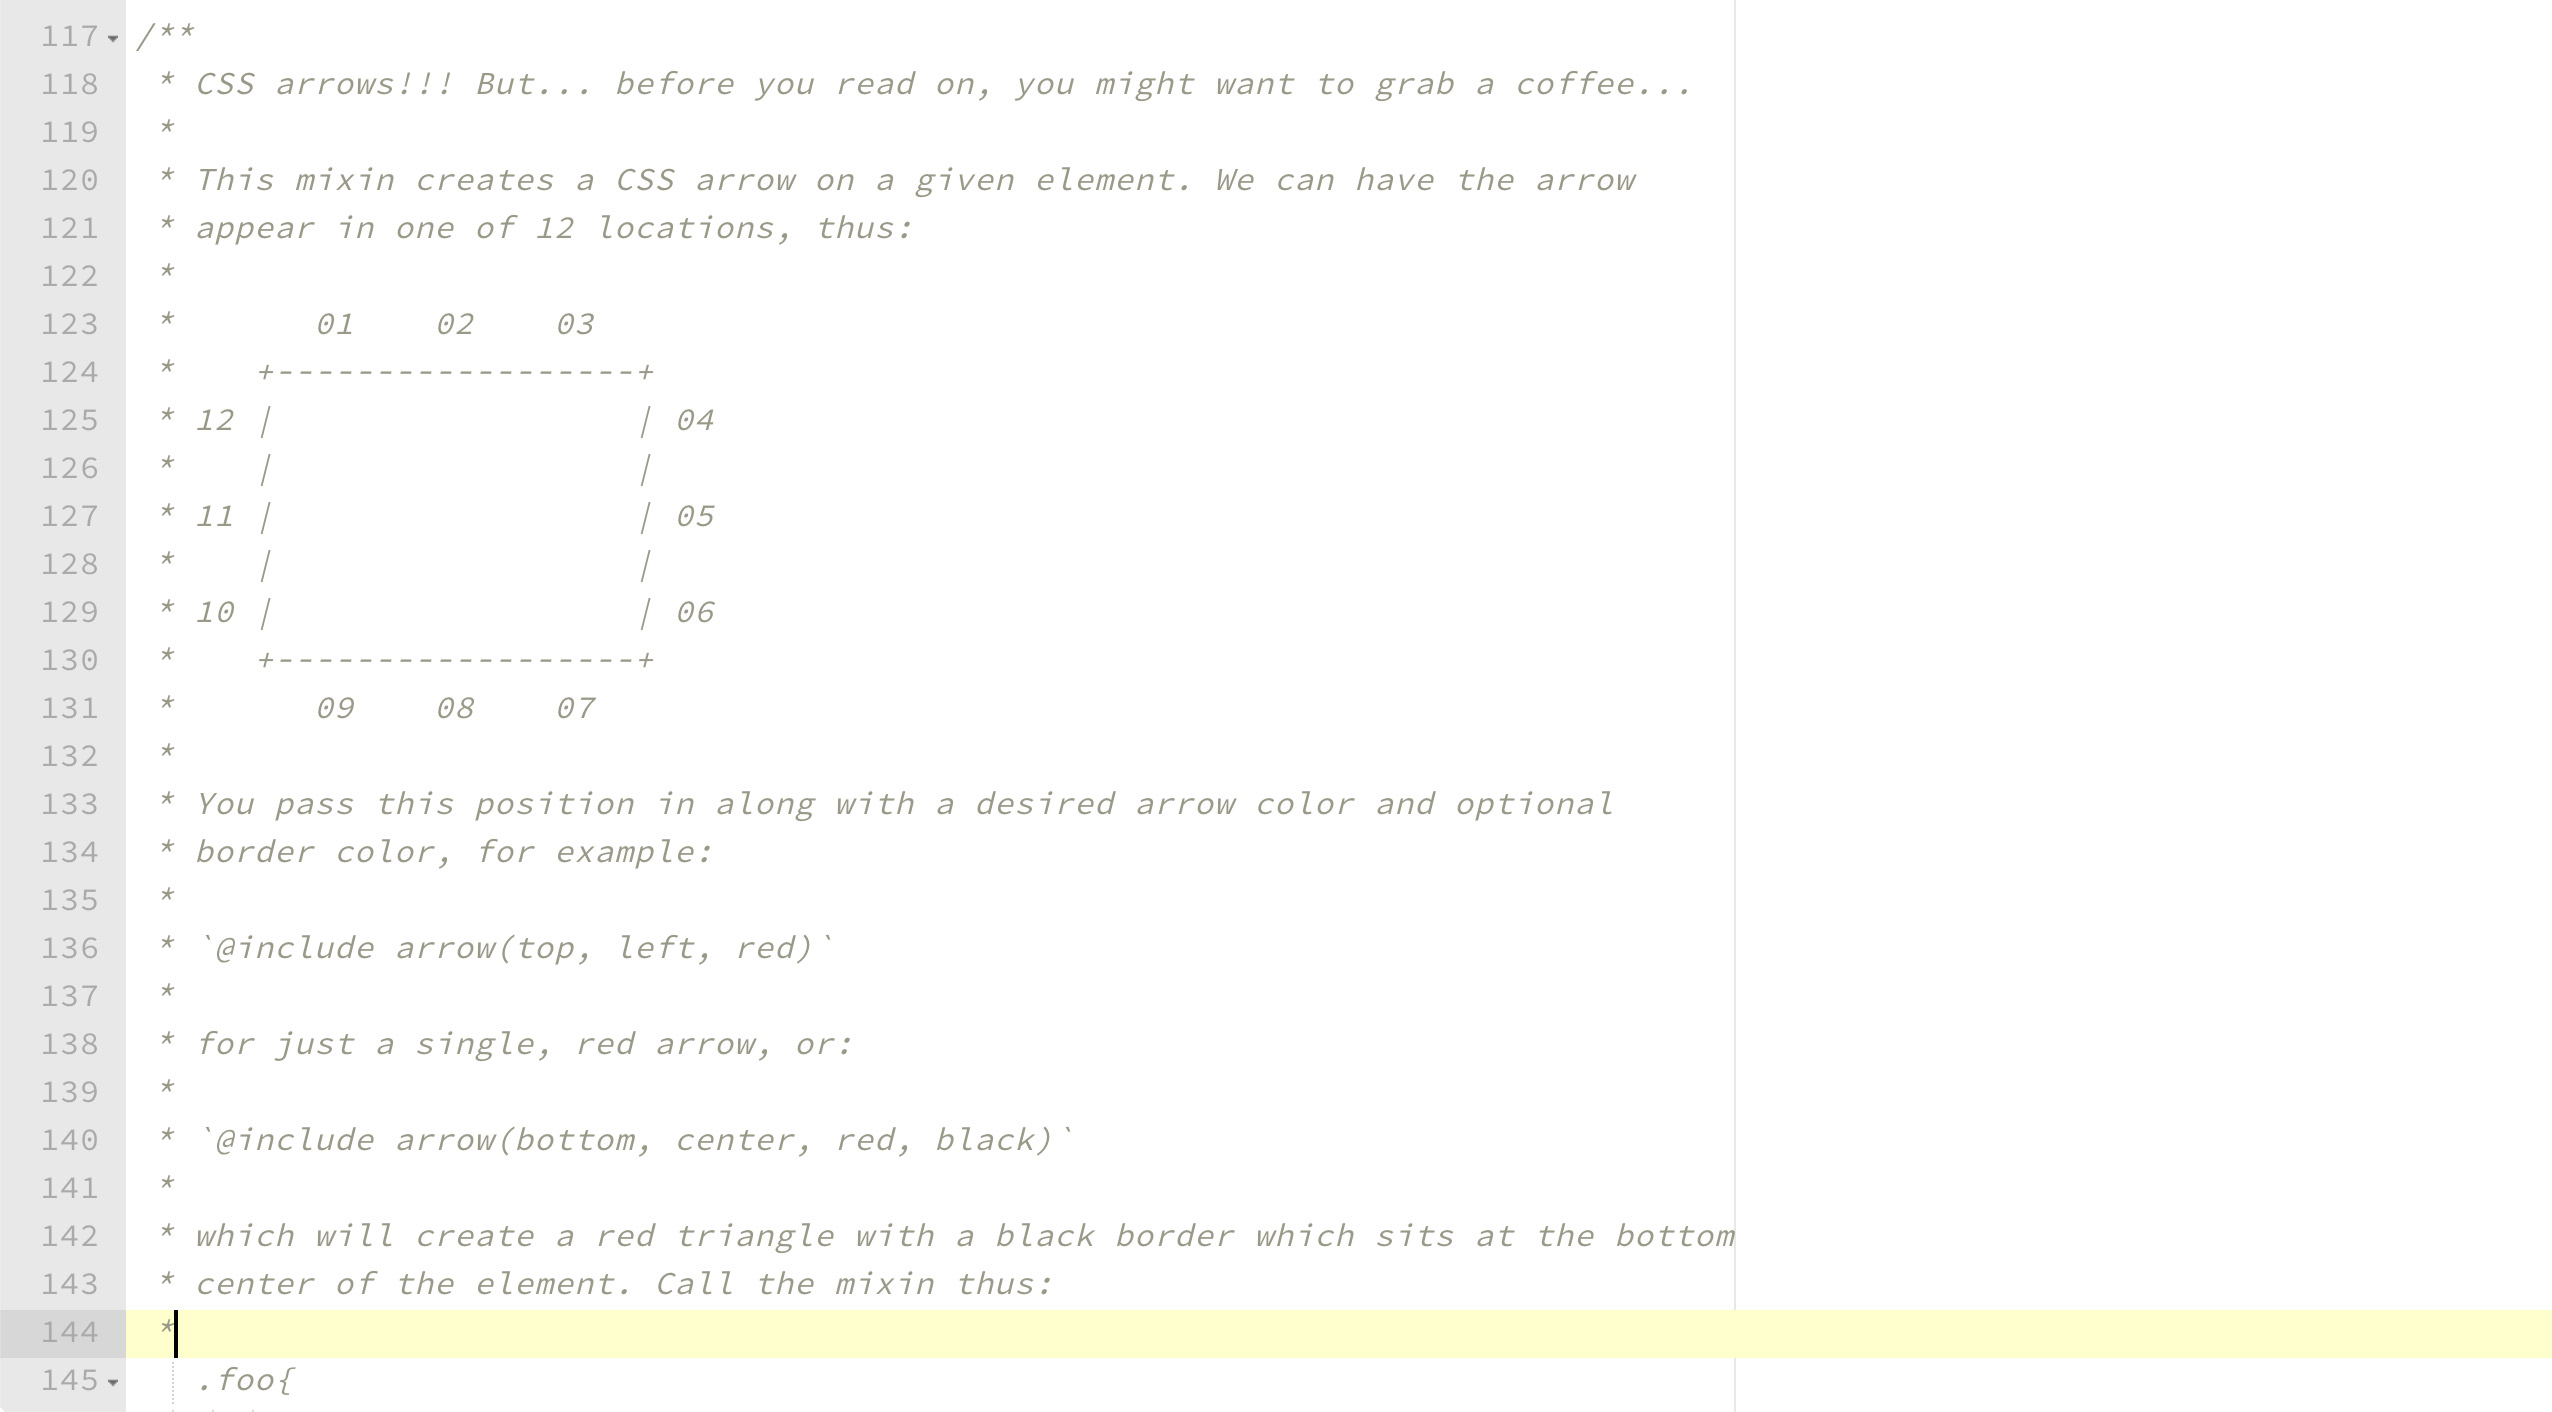 117 /**
118  * CSS arrows!!! But... before you read on, you might want to grab a coffee...
119  *
120  * This mixin creates a CSS arrow on a given element. We can have the arrow
121  * appear in one of 12 locations, thus:
122  *
123  *       01    02    03
124  *    +------------------+
125  * 12 |                  | 04
126  *    |                  |
127  * 11 |                  | 05
128  *    |                  |
129  * 10 |                  | 06
130  *    +------------------+
131  *       09    08    07
132  *
133  * You pass this position in along with a desired arrow color and optional
134  * border color, for example:
135  *
136  * `@include arrow(top, left, red)`
137  *
138  * for just a single, red arrow, or:
139  *
140  * `@include arrow(bottom, center, red, black)`
141  *
142  * which will create a red triangle with a black border which sits at the bottom
143  * center of the element. Call the mixin thus:
144  *
145    .foo{